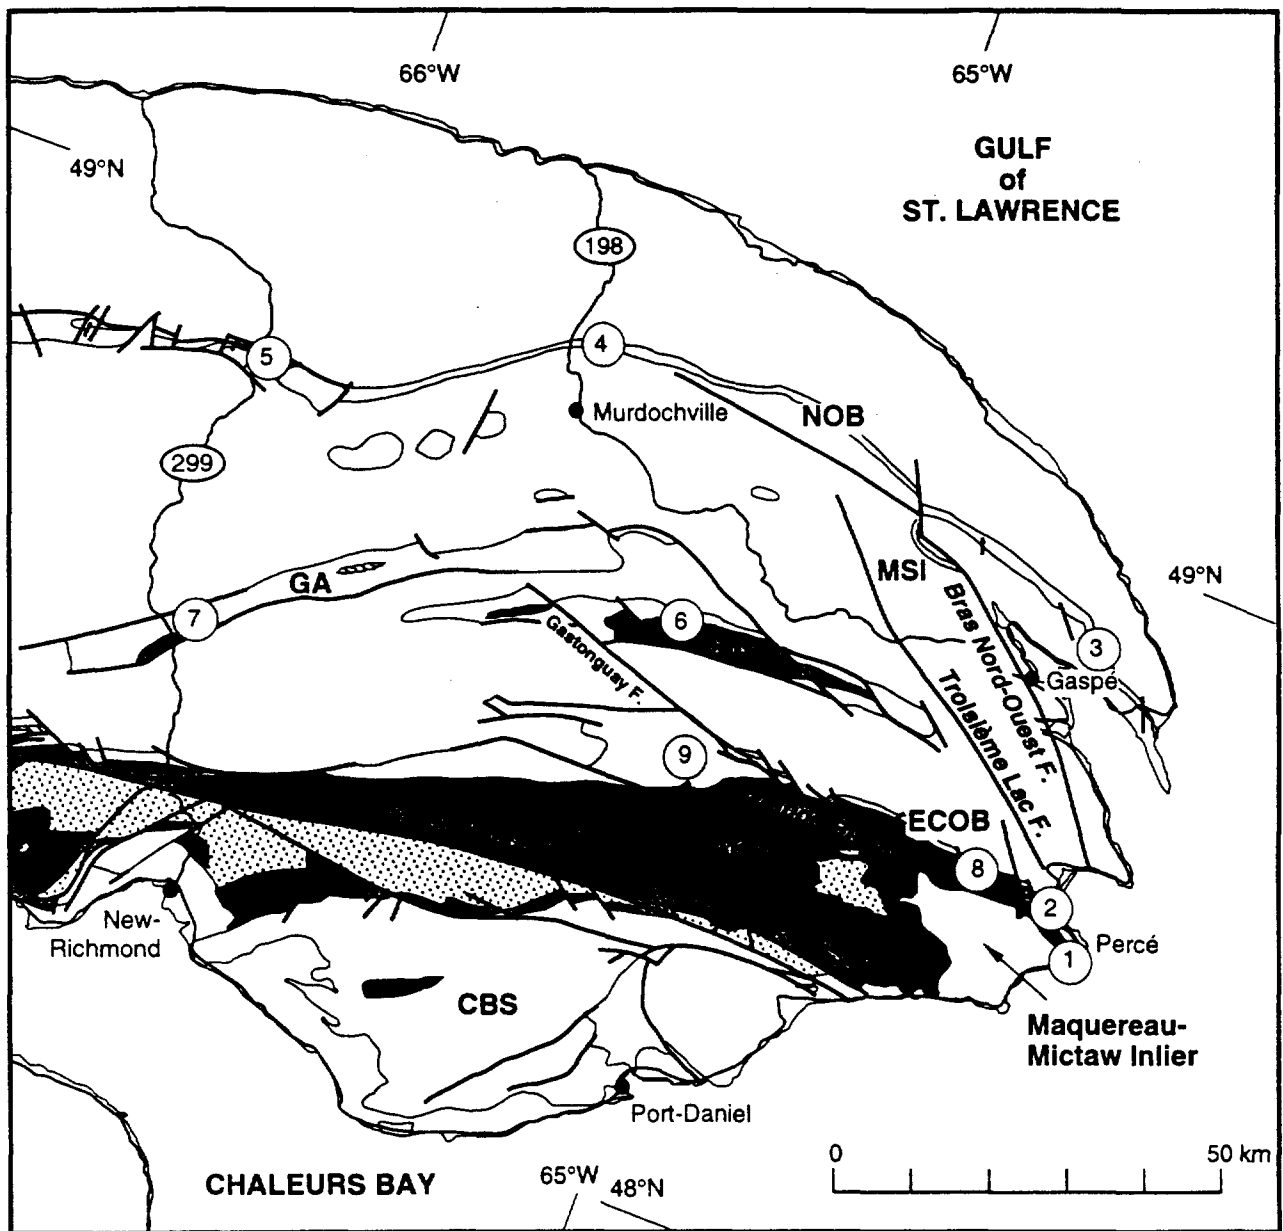 66°W
65°W
49°N
GULF
of
ST. LAWRENCE
198
5
4
Murdochville
NOB
299
MSI
49°N
GA
7
6
3
Gastonguay F.
Bras Nord-Ouest F.
Troisième Lac F.
Gaspé
9
ECOB
8
2
New-
Richmond
Percé
1
CBS
Maquereau-
Mictaw Inlier
Port-Daniel
0
50 km
CHALEURS BAY
65°W
48°N